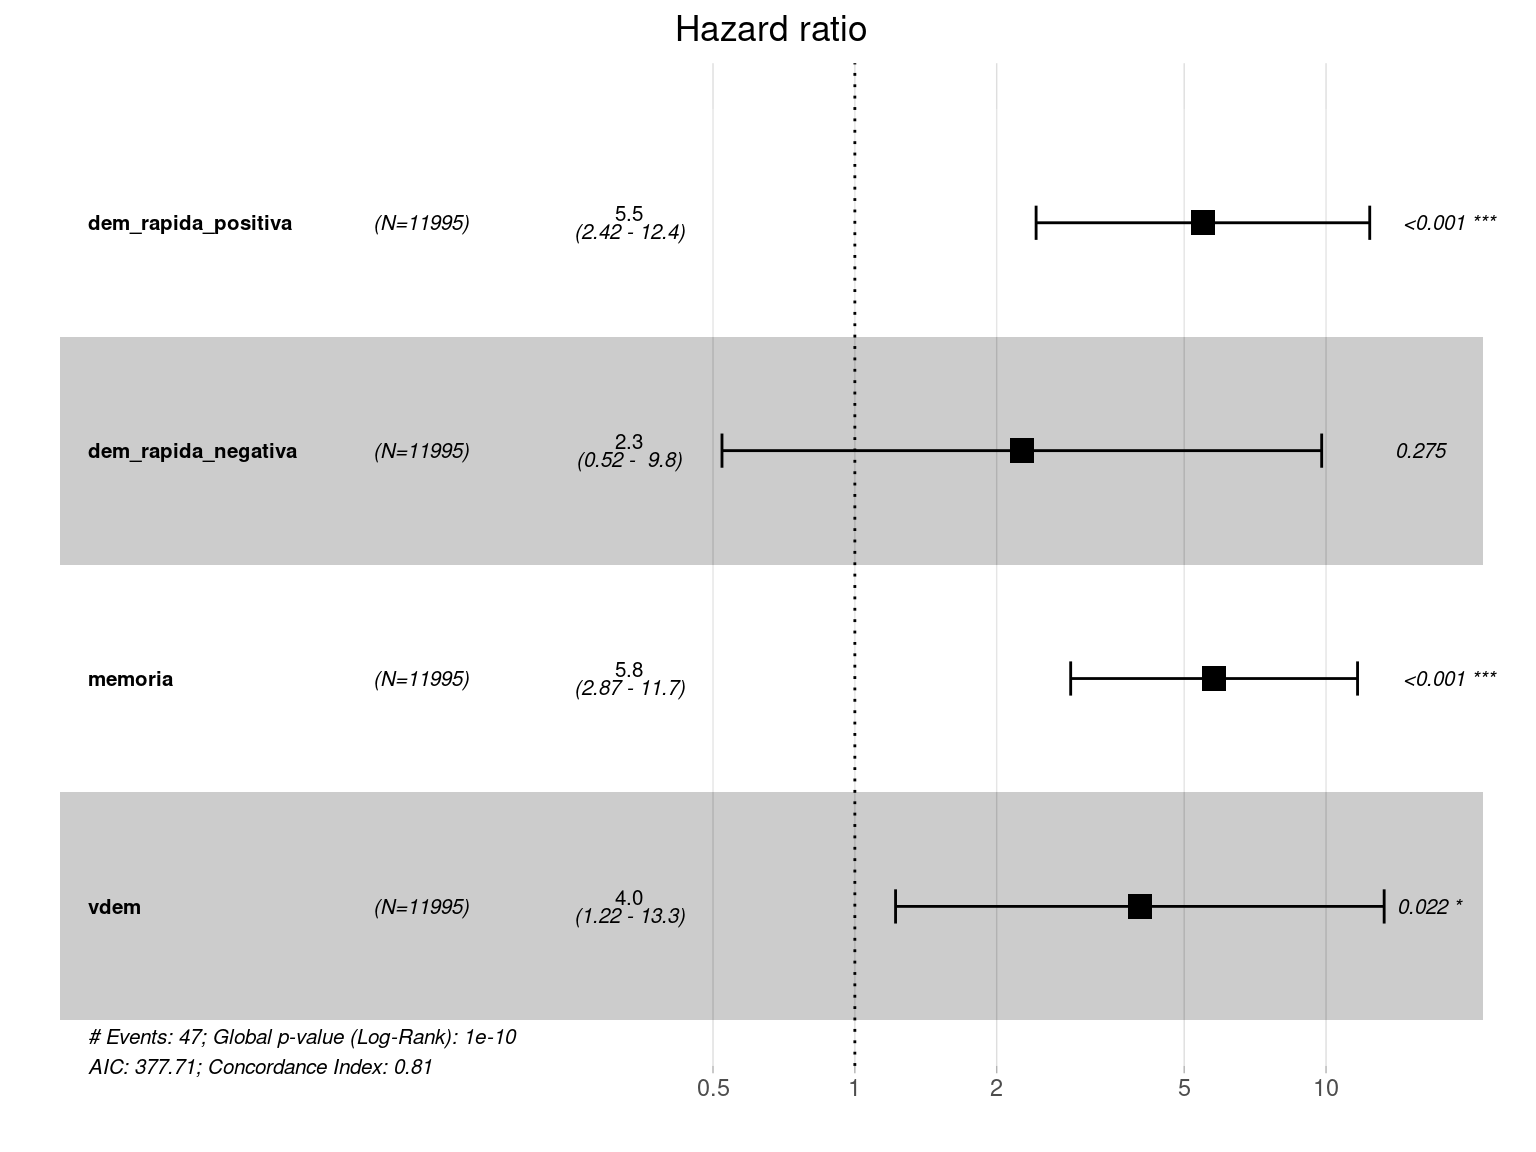 Hazard ratio
dem_rapida_positiva (N=11995) 5.5 <0.001 ***
(2.42 - 12.4)
dem_rapida_negativa (N=11995) 2.3 0.275
(0.52 - 9.8)
memoria (N=11995) 5.8 <0.001 ***
(2.87 - 11.7)
vdem (N=11995) 4.0 0.022 *
(1.22 - 13.3)
# Events: 47; Global p-value (Log-Rank): 1e-10
AIC: 377.71; Concordance Index: 0.81
0.5 1 2 5 10